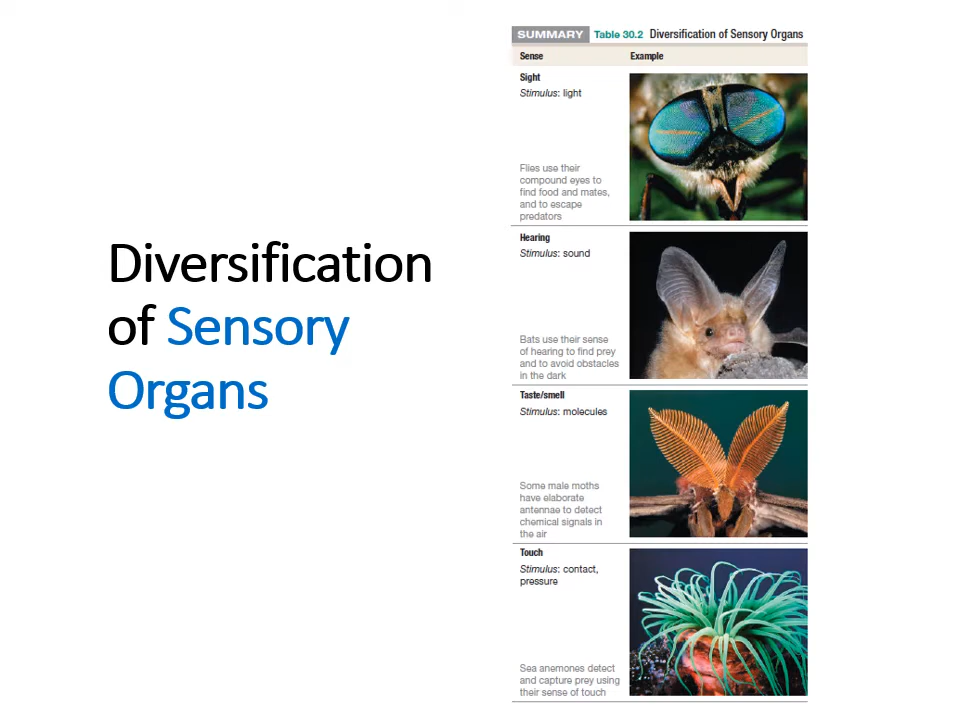 Diversification
of Sensory
Organs
SUMMARY Table 30.2 Diversification of Sensory Organs
Sense Example
Sight
Stimulus: light
Flies use their
compound eyes to
find food and mates,
and to escape
predators
Hearing
Stimulus: sound
Bats use their sense
of hearing to find prey
and to avoid obstacles
in the dark
Taste/smell
Stimulus: molecules
Some male moths
have elaborate
antennae to detect
chemical signals in
the air
Touch
Stimulus: contact,
pressure
Sea anemones detect
and capture prey using
their sense of touch